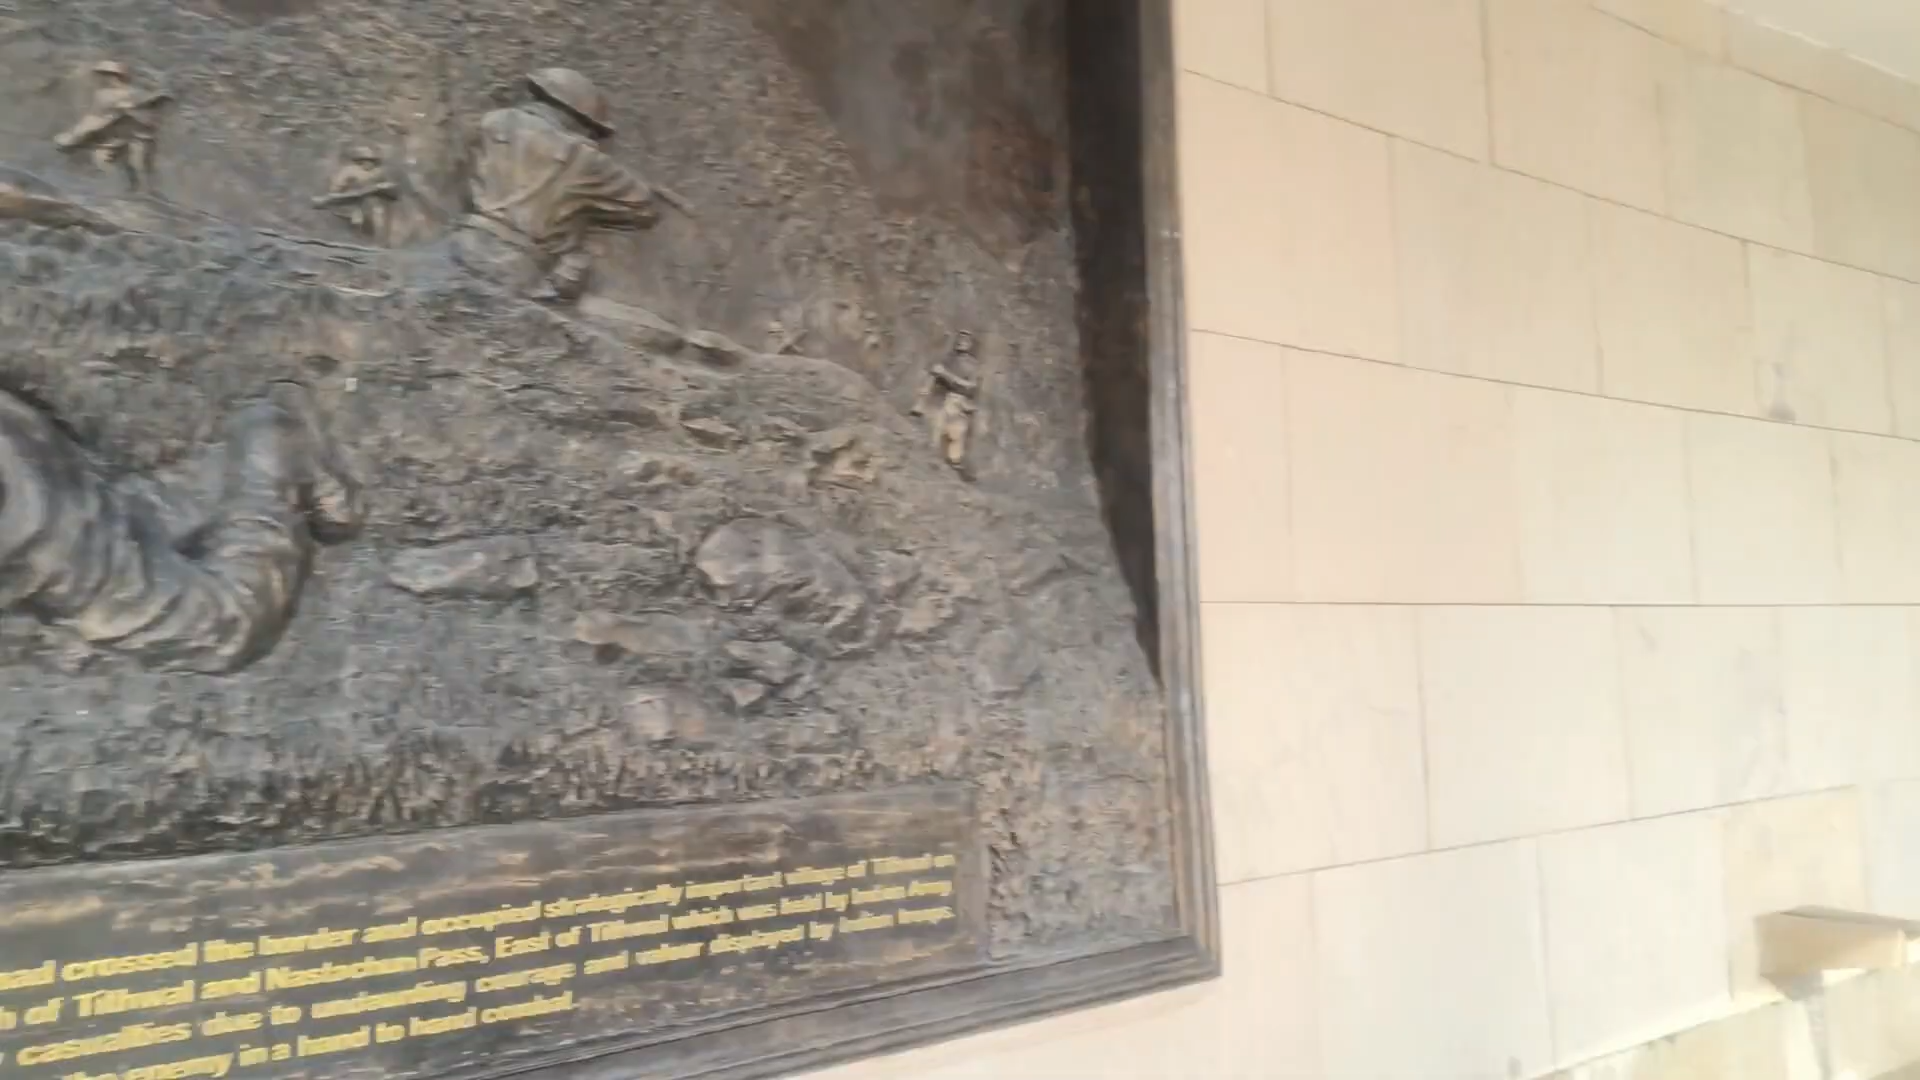 had crossed the border and occupied strategically important village of Tithwal on
of Tithwal and Nastachun Pass, East of Tithwal which was held by Indian Army
casualties due to undaunting courage and valour displayed by Indian troops.
the enemy in a hand to hand combat.